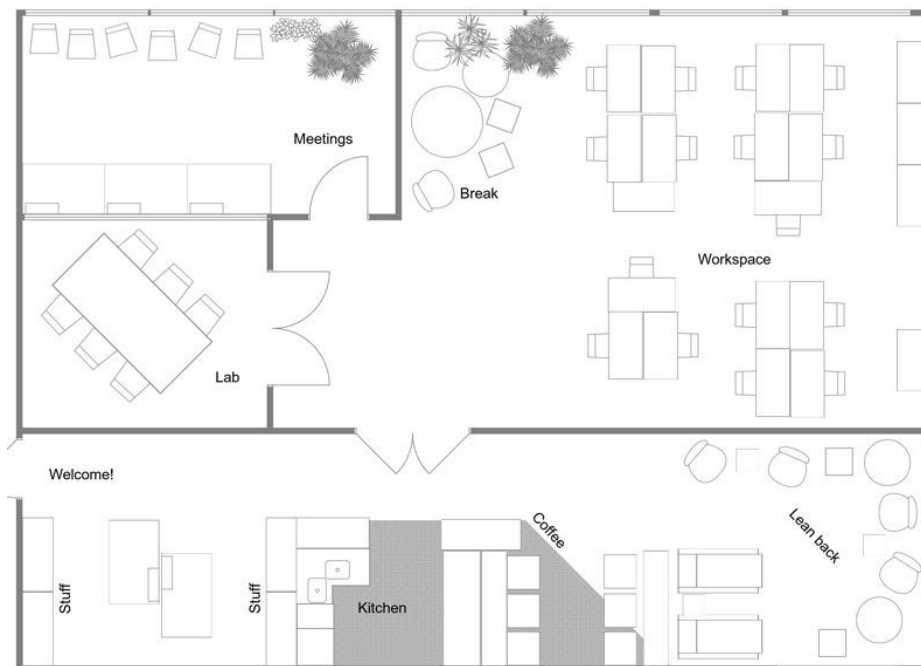 Meetings
Break
Workspace
Lab
Welcome!
Coffee
Lean back
Stuff
Stuff
Kitchen